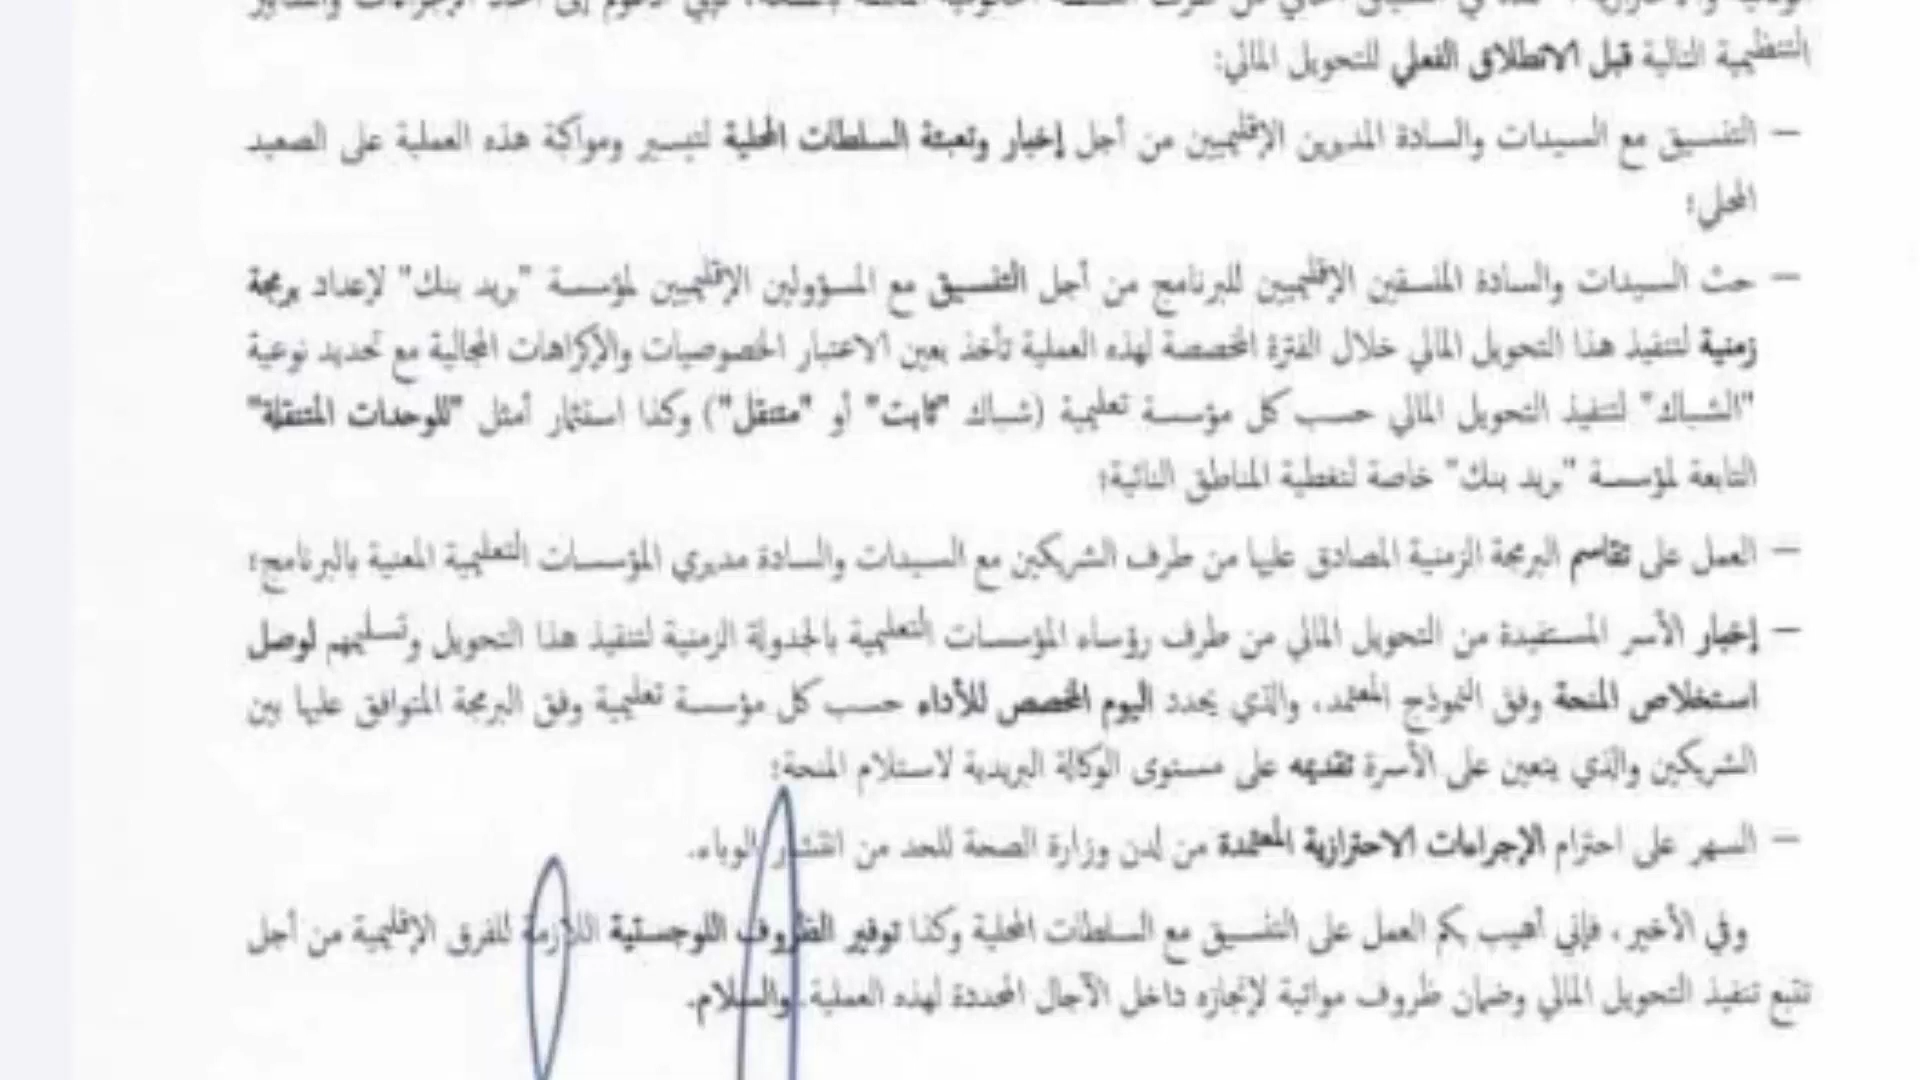 التنظيمية التالية قبل الانطلاق الفعلي للتحويل المالي:
– التنسيق مع السيدات والسادة المديرين الإقليميين من أجل إخبار وتعبئة السلطات المحلية لتيسير ومواكبة هذه العملية على الصعيد
المحلي؛
– حث السيدات والسادة المنسقين الإقليميين للبرنامج من أجل التنسيق مع المسؤولين الإقليميين لمؤسسة "بريد بنك" لإعداد برمجة
زمنية لتنفيذ هذا التحويل المالي خلال الفترة المخصصة لهذه العملية تأخذ بعين الاعتبار الخصوصيات والإكراهات المجالية مع تحديد نوعية
"الشباك" لتنفيذ التحويل المالي حسب كل مؤسسة تعليمية (شباك "ثابت" أو "متنقل") وكذا استثمار أمثل "للوحدات المتنقلة"
التابعة لمؤسسة "بريد بنك" خاصة لتغطية المناطق النائية؛
– العمل على تقاسم البرمجة الزمنية المصادق عليها من طرف الشريكين مع السيدات والسادة مديري المؤسسات التعليمية المعنية بالبرنامج؛
– إخبار الأسر المستفيدة من التحويل المالي من طرف رؤساء المؤسسات التعليمية بالجدولة الزمنية لتنفيذ هذا التحويل وتسليمهم لوصل
استخلاص المنحة وفق النموذج المعتمد، والذي يحدد اليوم المخصص للأداء حسب كل مؤسسة تعليمية وفق البرمجة المتوافق عليها بين
الشريكين والذي يتعين على الأسرة تقديمه على مستوى الوكالة البريدية لاستلام المنحة؛
– السهر على احترام الإجراءات الاحترازية المعتمدة من لدن وزارة الصحة للحد من انتشار الوباء.
وفي الأخير، فإني أهيب بكم العمل على التنسيق مع السلطات المحلية وكذا توفير الظروف اللوجستية اللازمة للفرق الإقليمية من أجل
تتبع تنفيذ التحويل المالي وضمان ظروف مواتية لإنجازه داخل الآجال المحددة لهذه العملية. والسلام.